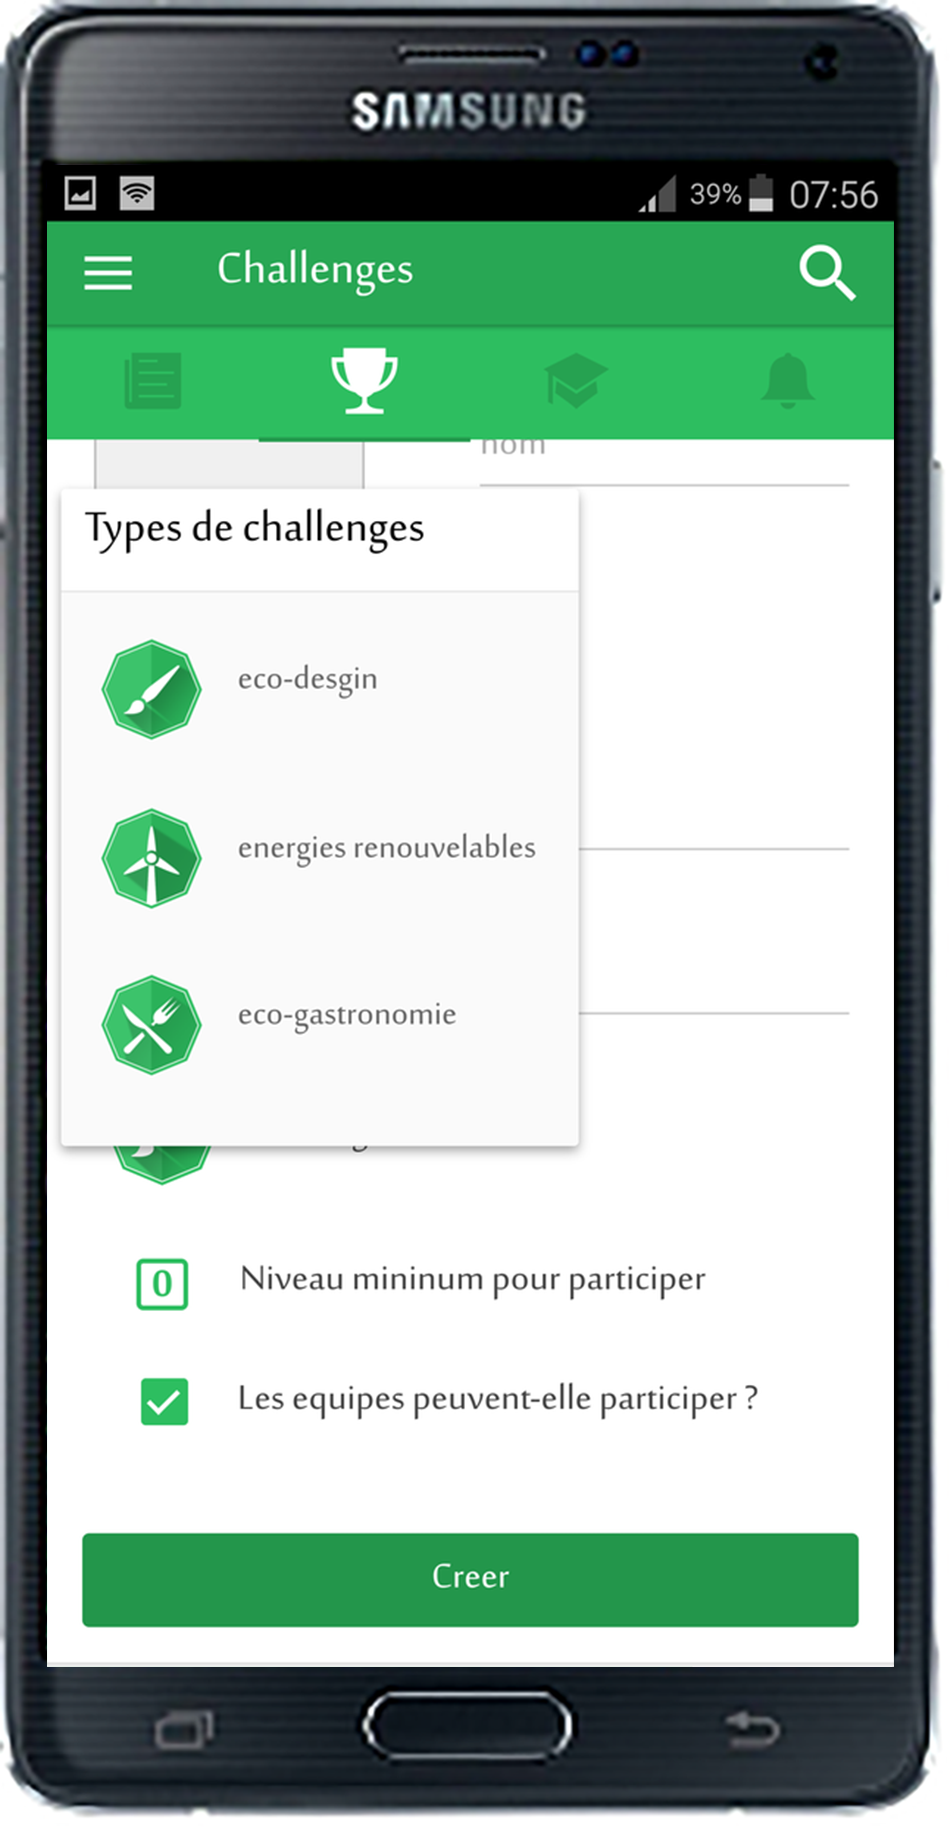 SAMSUNG
39% 07:56
Challenges
nom
Types de challenges
eco-desgin
energies renouvelables
eco-gastronomie
0 Niveau mininum pour participer
Les equipes peuvent-elle participer ?
Creer